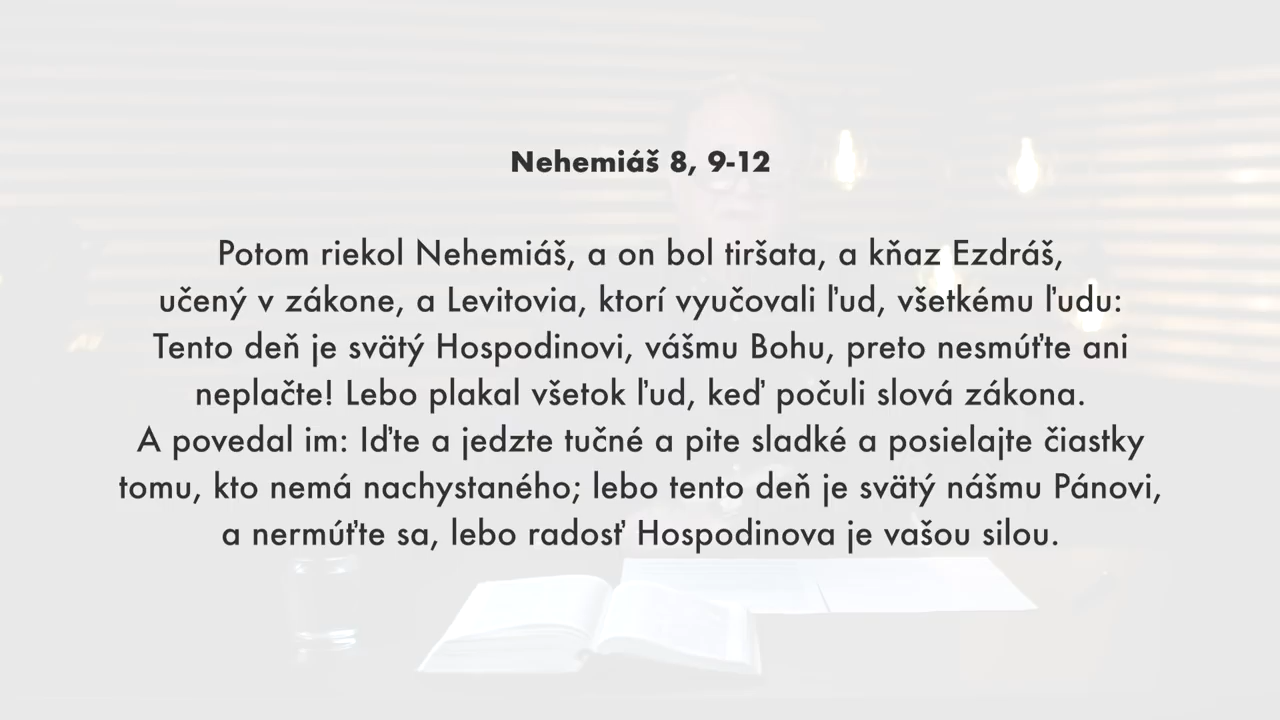 Nehemiáš 8, 9-12
Potom riekol Nehemiáš, a on bol tiršata, a kňaz Ezdráš,
učený v zákone, a Levitovia, ktorí vyučovali ľud, všetkému ľudu:
Tento deň je svätý Hospodinovi, vášmu Bohu, preto nesmúťte ani
neplačte! Lebo plakal všetok ľud, keď počuli slová zákona.
A povedal im: Iďte a jedzte tučné a pite sladké a posielajte čiastky
tomu, kto nemá nachystaného; lebo tento deň je svätý nášmu Pánovi,
a nermúťte sa, lebo radosť Hospodinova je vašou silou.